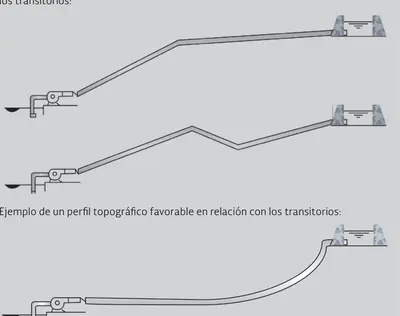 los transitorios:
Ejemplo de un perfil topográfico favorable en relación con los transitorios: